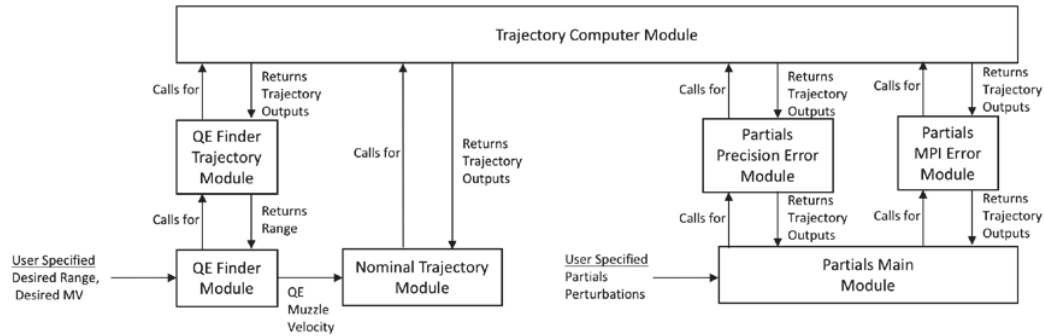 Trajectory Computer Module
Calls for
Returns
Trajectory
Outputs
QE Finder
Trajectory
Module
Calls for
Returns
Range
User Specified
Desired Range,
Desired MV
QE Finder
Module
QE
Muzzle
Velocity
Calls for
Returns
Trajectory
Outputs
Nominal Trajectory
Module
Calls for
Returns
Trajectory
Outputs
Partials
Precision Error
Module
Calls for
Returns
Trajectory
Outputs
Calls for
Returns
Trajectory
Outputs
Partials
MPI Error
Module
Calls for
Returns
Trajectory
Outputs
User Specified
Partials
Perturbations
Partials Main
Module